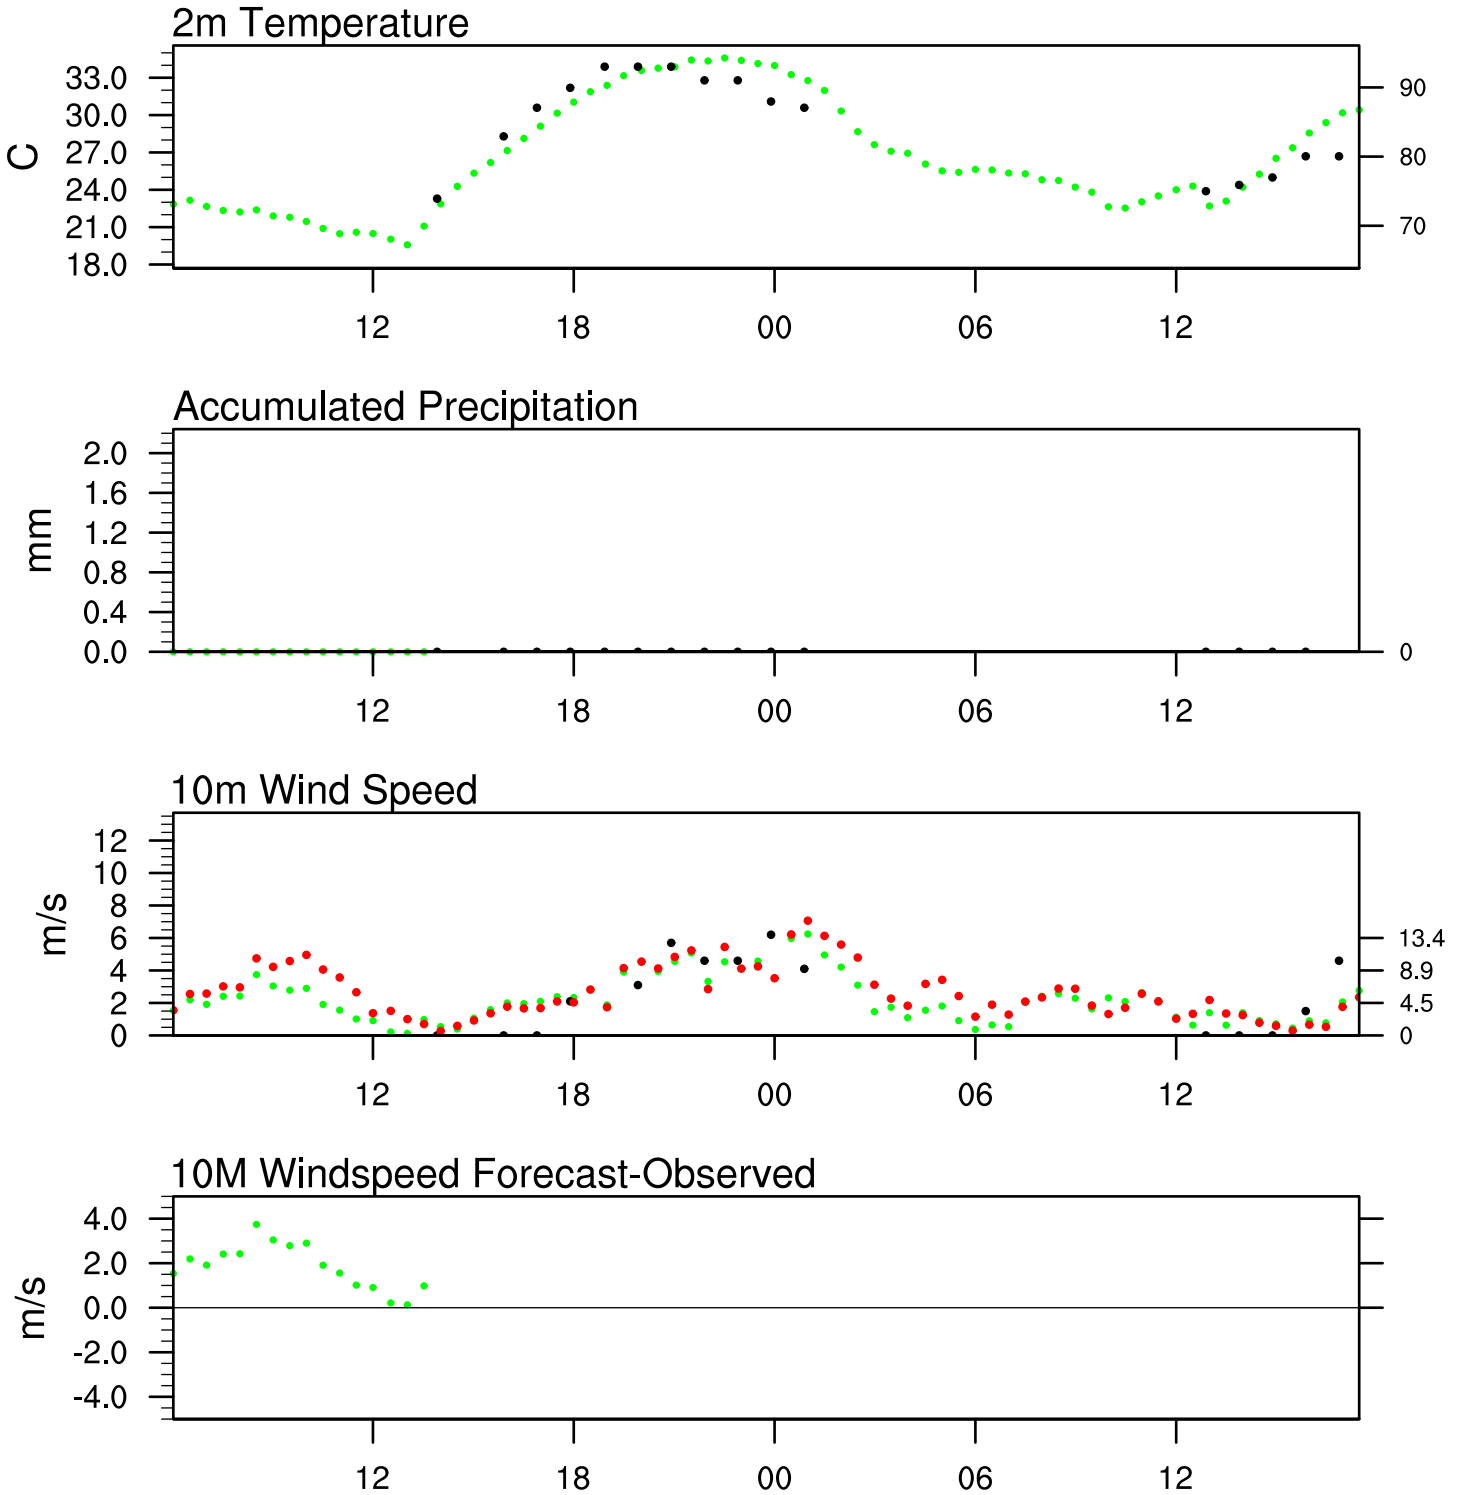 2m Temperature
C
33.0
30.0
27.0
24.0
21.0
18.0
90
80
70
12 18 00 06 12
Accumulated Precipitation
mm
2.0
1.6
1.2
0.8
0.4
0.0
0
12 18 00 06 12
10m Wind Speed
m/s
12
10
8
6
4
2
0
13.4
8.9
4.5
0
12 18 00 06 12
10M Windspeed Forecast-Observed
m/s
4.0
2.0
0.0
-2.0
-4.0
12 18 00 06 12